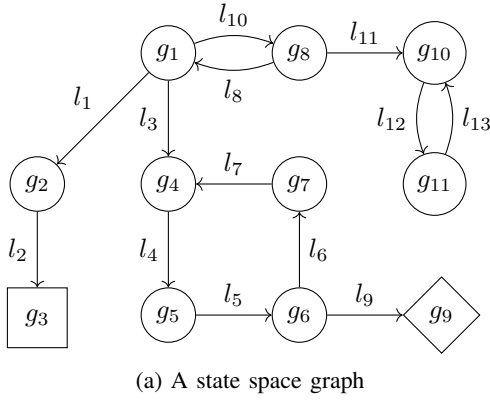 l₁₀
g₁ g₈ l₁₁ g₁₀
l₈
l₁ l₃ l₁₂ l₁₃
l₇
g₂ g₄ g₇ g₁₁
l₂ l₄ l₆
l₅ l₉
g₃ g₅ g₆ g₉
(a) A state space graph